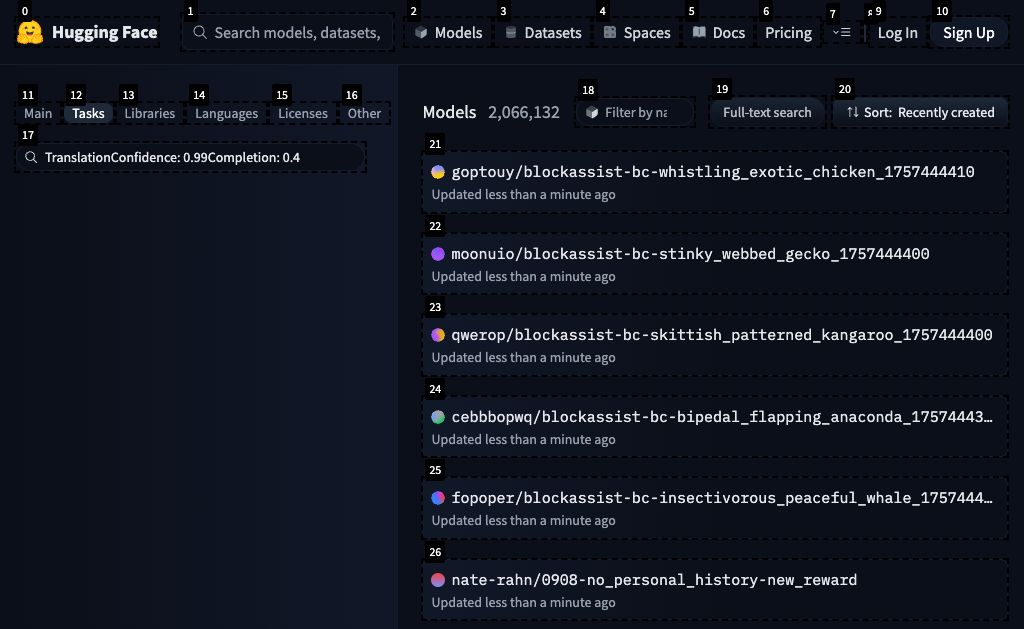 0
Hugging Face
1
Search models, datasets,
2
Models
3
Datasets
4
Spaces
5
Docs
6
Pricing
7
9
Log In
10
Sign Up
11
Main
12
Tasks
13
Libraries
14
Languages
15
Licenses
16
Other
17
TranslationConfidence: 0.99Completion: 0.4
Models 2,066,132
18
Filter by na
19
Full-text search
20
Sort: Recently created
21
goptouy/blockassist-bc-whistling_exotic_chicken_1757444410
Updated less than a minute ago
22
moonuio/blockassist-bc-stinky_webbed_gecko_1757444400
Updated less than a minute ago
23
qwerop/blockassist-bc-skittish_patterned_kangaroo_1757444400
Updated less than a minute ago
24
cebbbopwq/blockassist-bc-bipedal_flapping_anaconda_17574443…
Updated less than a minute ago
25
fopoper/blockassist-bc-insectivorous_peaceful_whale_1757444…
Updated less than a minute ago
26
nate-rahn/0908-no_personal_history-new_reward
Updated less than a minute ago